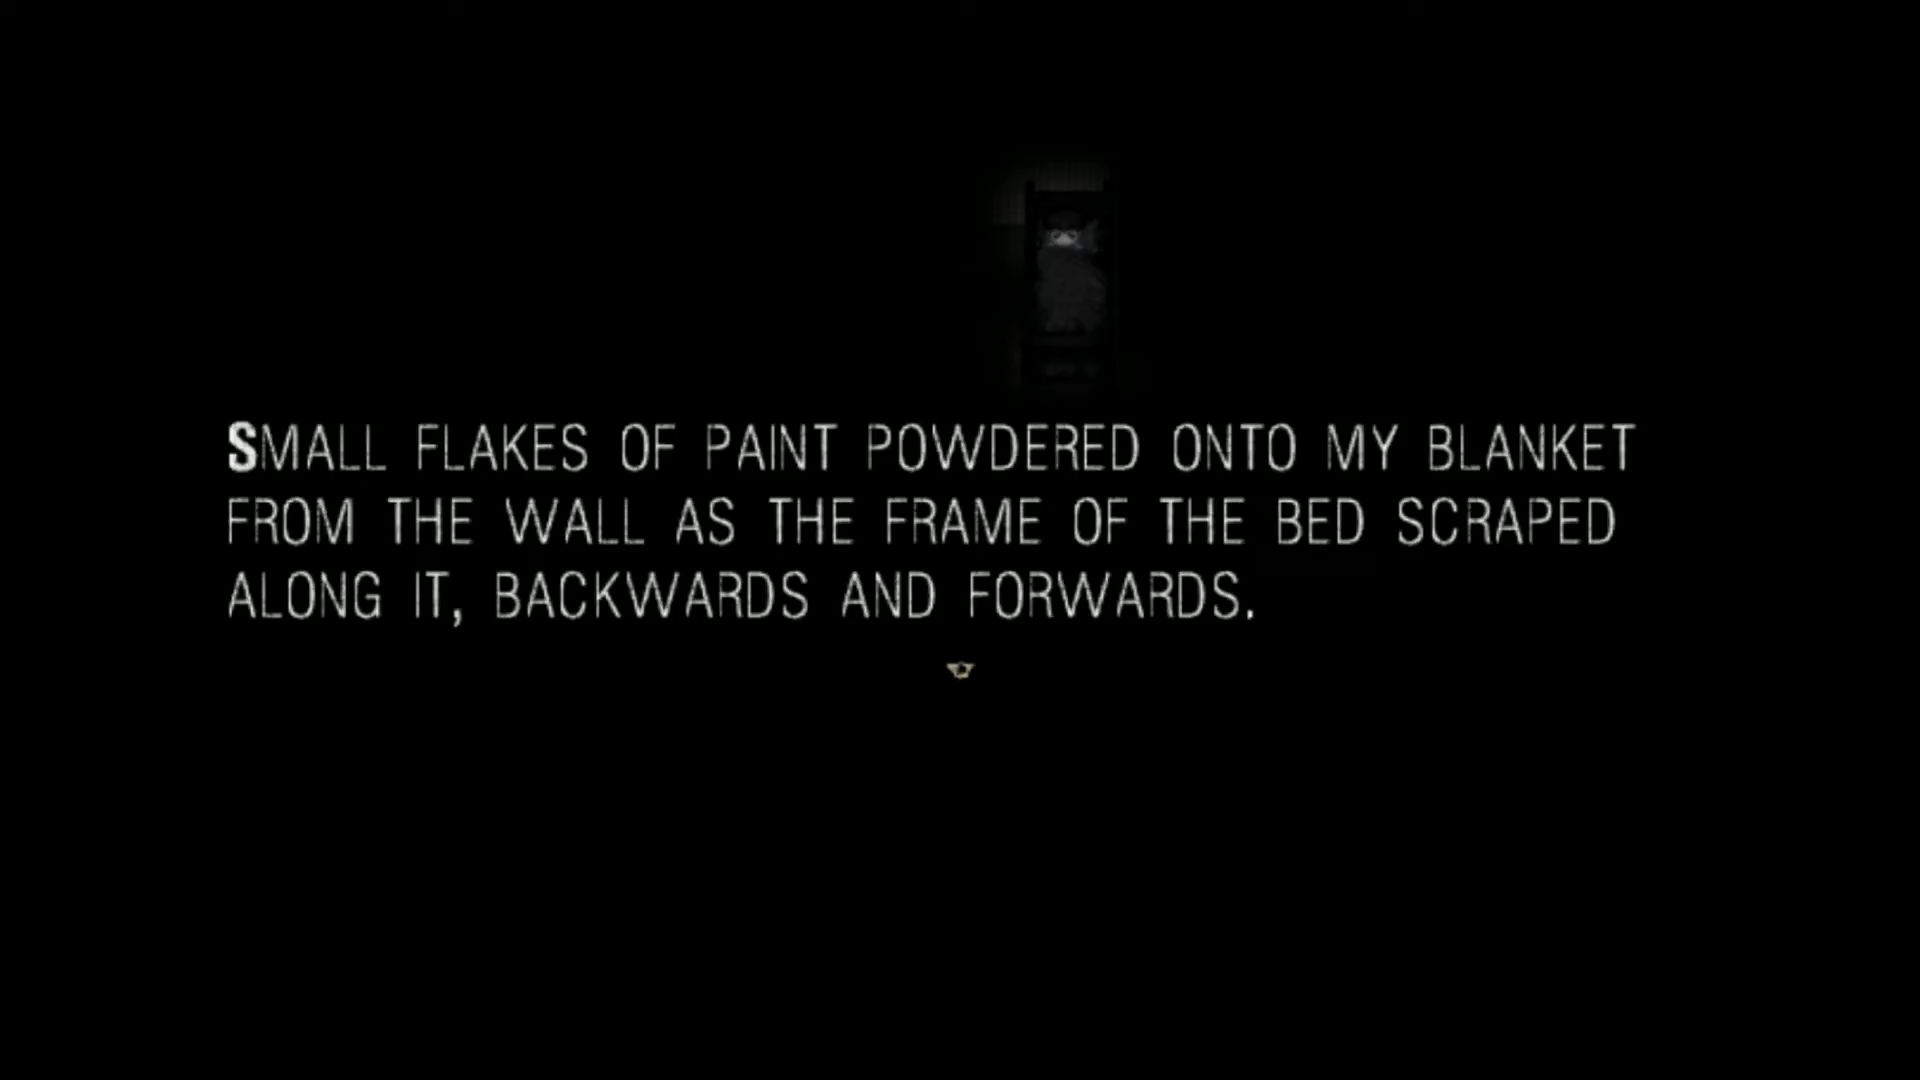 SMALL FLAKES OF PAINT POWDERED ONTO MY BLANKET
FROM THE WALL AS THE FRAME OF THE BED SCRAPED
ALONG IT, BACKWARDS AND FORWARDS.